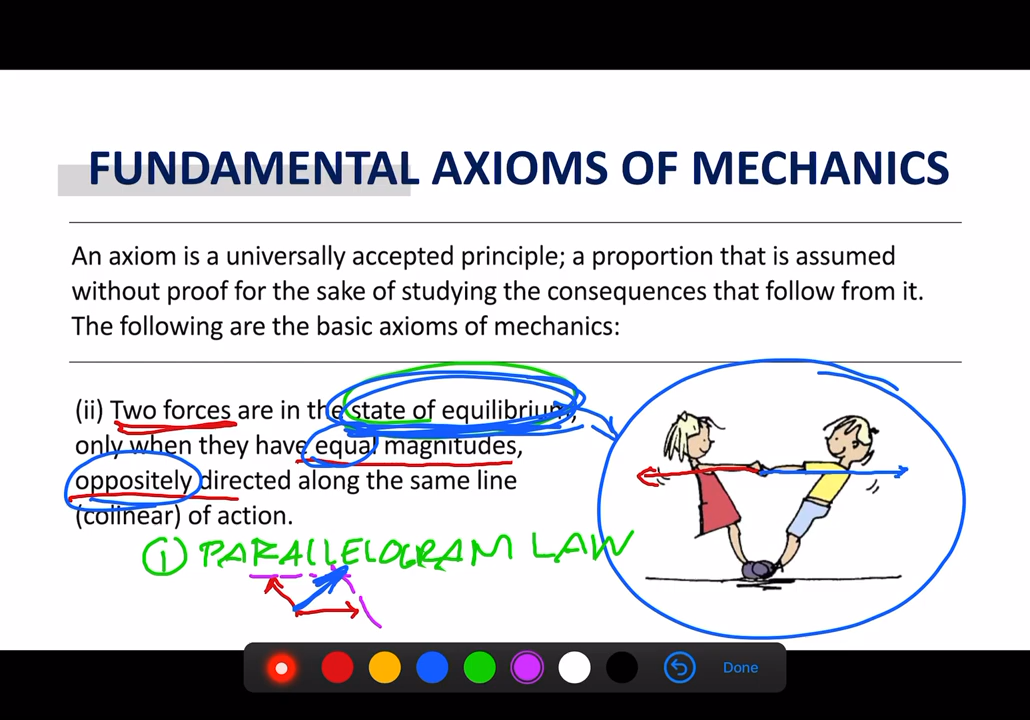 FUNDAMENTAL AXIOMS OF MECHANICS
An axiom is a universally accepted principle; a proportion that is assumed
without proof for the sake of studying the consequences that follow from it.
The following are the basic axioms of mechanics:
(ii) Two forces are in the state of equilibrium,
only when they have equal magnitudes,
oppositely directed along the same line
(colinear) of action.
① PARALLELOGRAM LAW
Done